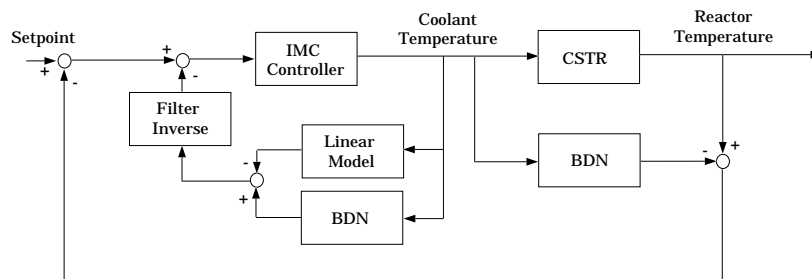 Setpoint
+
-
+
-
IMC
Controller
Coolant
Temperature
CSTR
Reactor
Temperature
Filter
Inverse
Linear
Model
-
+
BDN
BDN
-
+